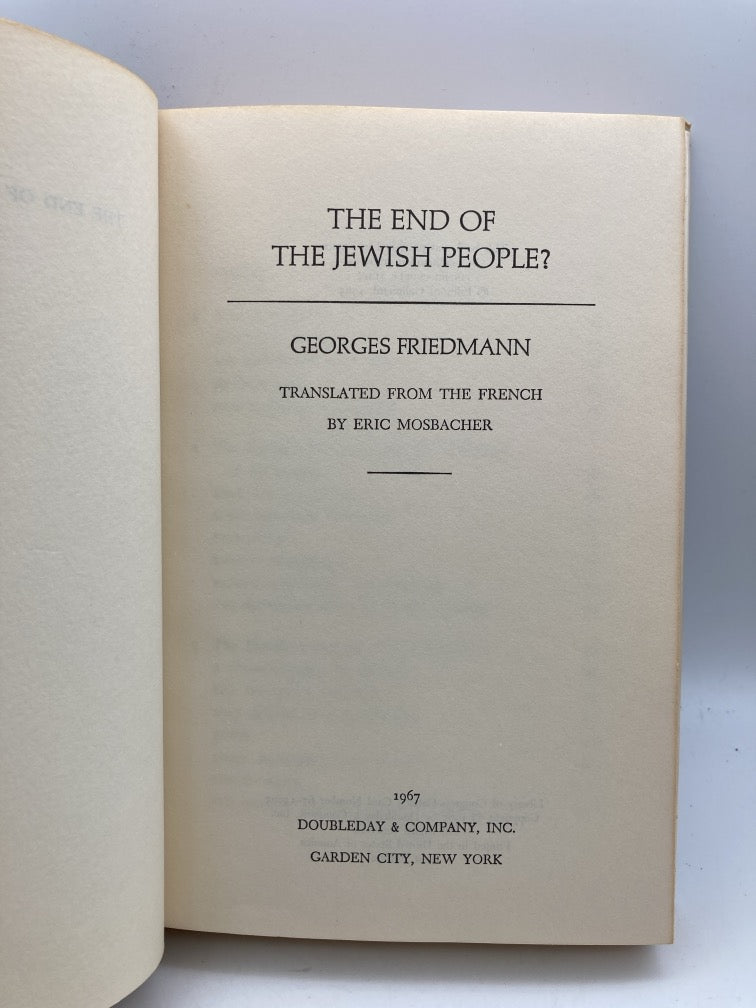 THE END OF
THE JEWISH PEOPLE?
GEORGES FRIEDMANN
TRANSLATED FROM THE FRENCH
BY ERIC MOSBACHER
1967
DOUBLEDAY & COMPANY, INC.
GARDEN CITY, NEW YORK